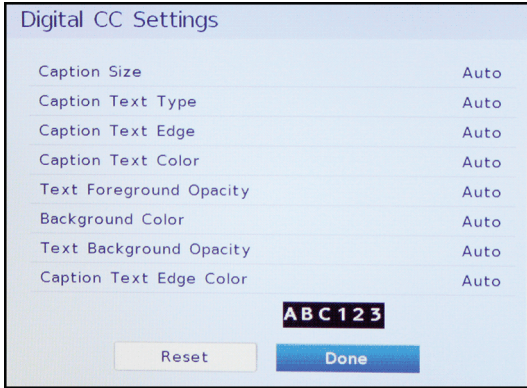 Digital CC Settings
Caption Size Auto
Caption Text Type Auto
Caption Text Edge Auto
Caption Text Color Auto
Text Foreground Opacity Auto
Background Color Auto
Text Background Opacity Auto
Caption Text Edge Color Auto
ABC123
Reset Done